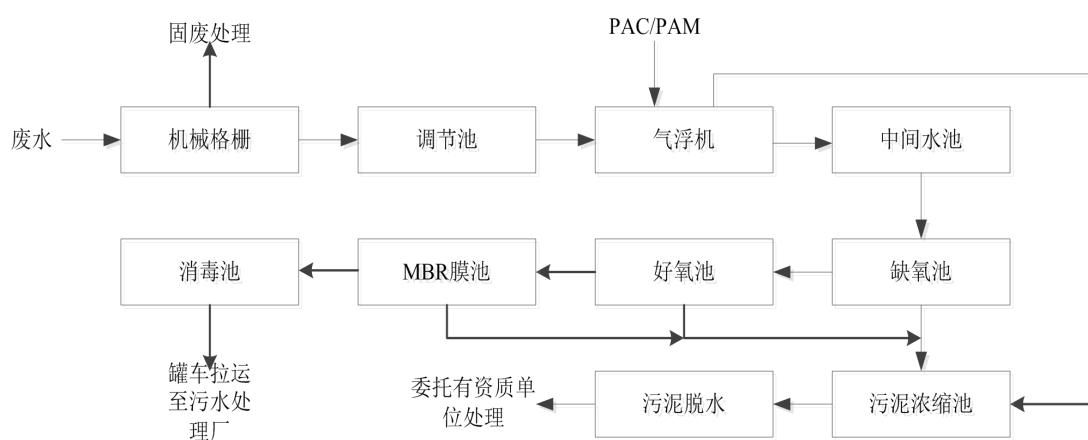 固废处理
PAC/PAM
废水
机械格栅
调节池
气浮机
中间水池
消毒池
MBR膜池
好氧池
缺氧池
罐车拉运
至污水处
理厂
委托有资质单
位处理
污泥脱水
污泥浓缩池